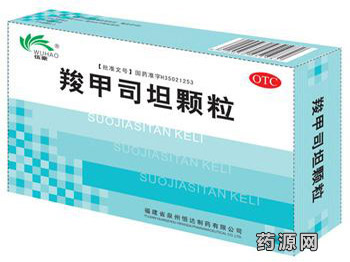 WUHAO
伍豪
【批准文号】国药准字H35021253
OTC
羧甲司坦颗粒
SUOJIASITAN KELI
SUOJIASITAN KELI
SUOJIASITAN KELI
福建省泉州恒达制药有限公司
羧甲司坦颗粒
药源网